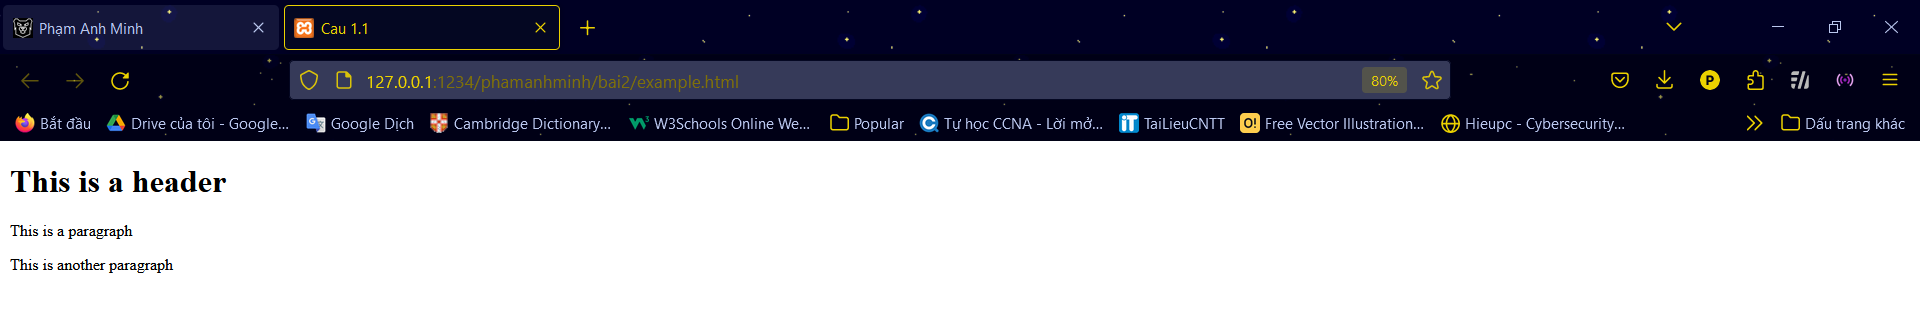 Phạm Anh Minh
Cau 1.1
127.0.0.1:1234/phamanhminh/bai2/example.html
80%
Bắt đầu
Drive của tôi - Google...
Google Dịch
Cambridge Dictionary...
W3Schools Online We...
Popular
Tự học CCNA - Lời mở...
TaiLieuCNTT
Free Vector Illustration...
Hieupc - Cybersecurity...
Dấu trang khác
This is a header
This is a paragraph
This is another paragraph